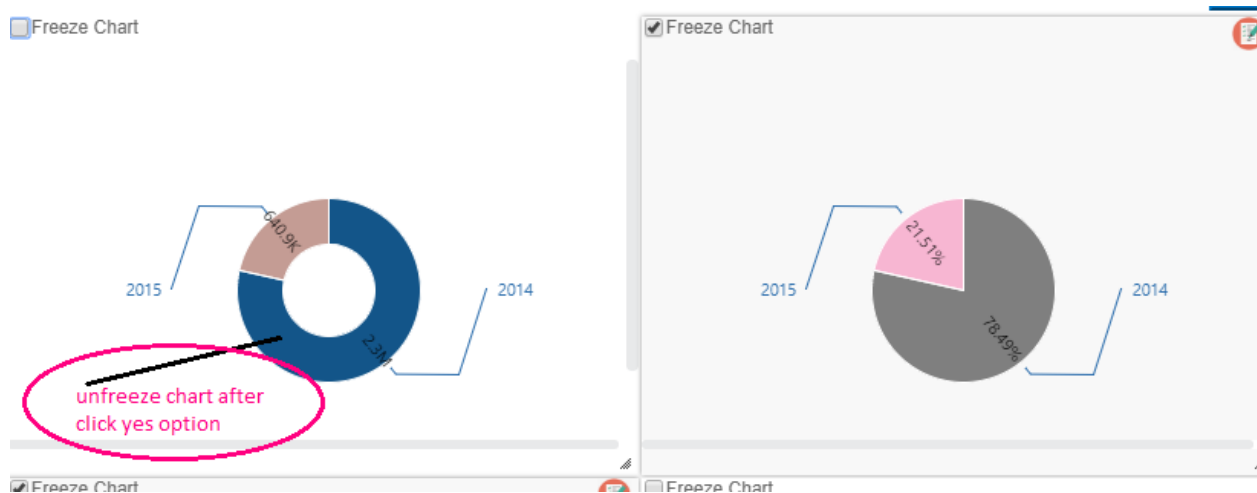 Freeze Chart
Freeze Chart
640.9K
2015
2014
2.3M
21.51%
2015
2014
78.49%
unfreeze chart after
click yes option
Freeze Chart
Freeze Chart